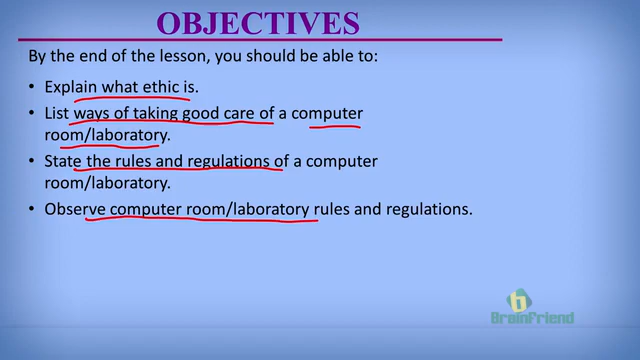 OBJECTIVES
By the end of the lesson, you should be able to:
• Explain what ethic is.
• List ways of taking good care of a computer
room/laboratory.
• State the rules and regulations of a computer
room/laboratory.
• Observe computer room/laboratory rules and regulations.
b
BrainFriend